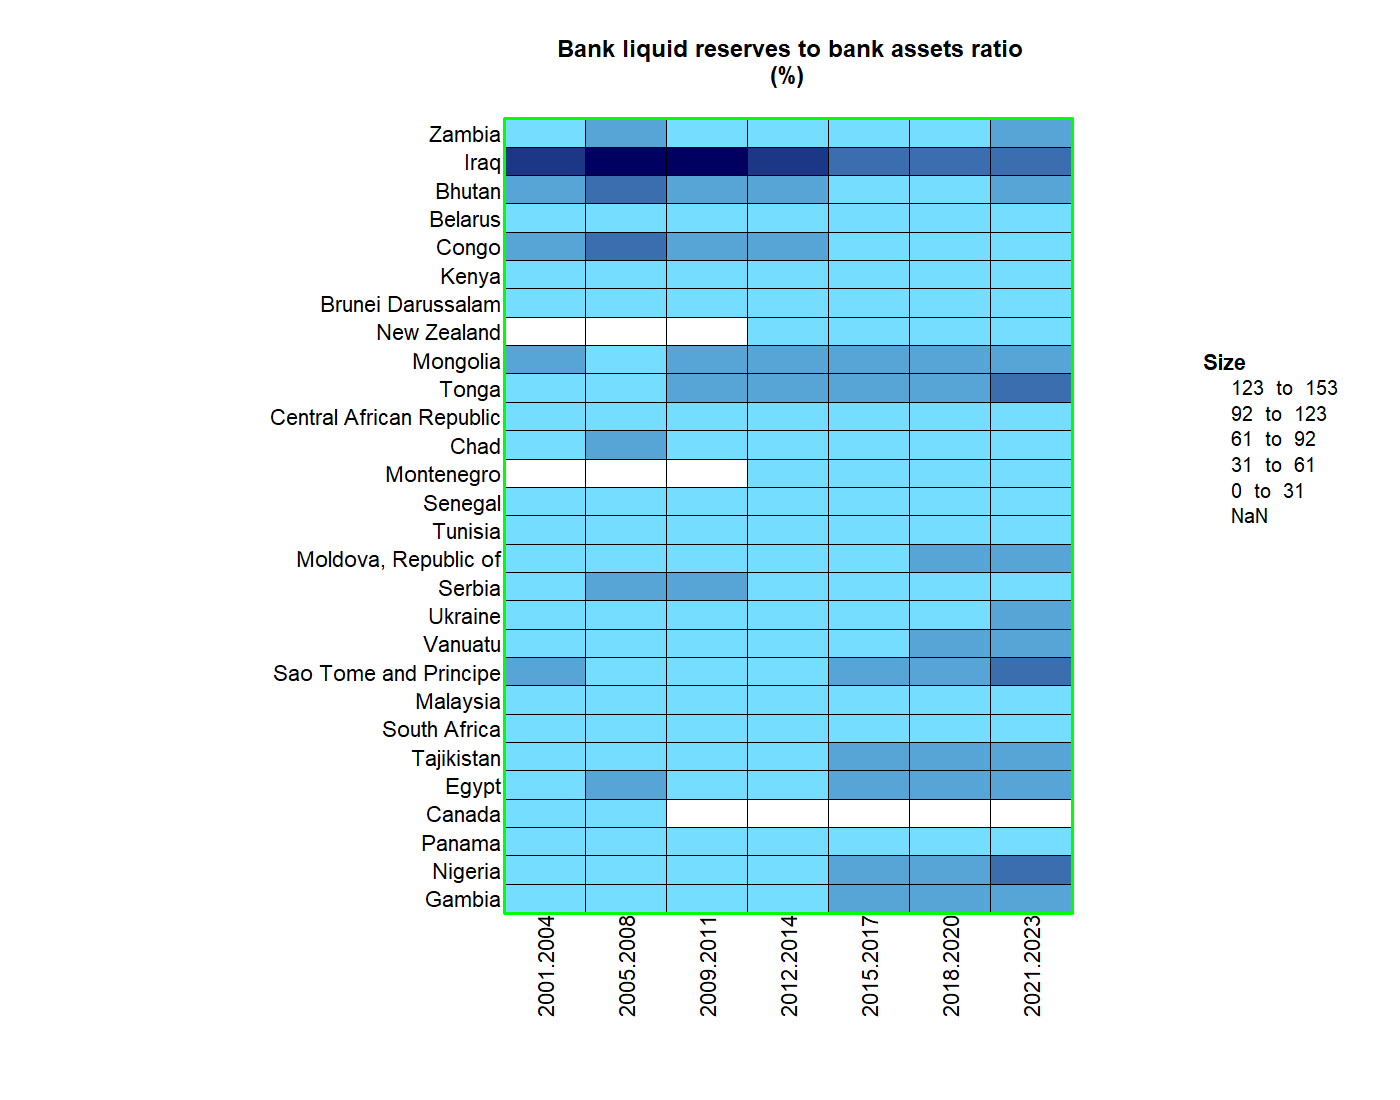 Bank liquid reserves to bank assets ratio
(%)
Zambia
Iraq
Bhutan
Belarus
Congo
Kenya
Brunei Darussalam
New Zealand
Mongolia
Tonga
Central African Republic
Chad
Montenegro
Senegal
Tunisia
Moldova, Republic of
Serbia
Ukraine
Vanuatu
Sao Tome and Principe
Malaysia
South Africa
Tajikistan
Egypt
Canada
Panama
Nigeria
Gambia
2001.2004
2005.2008
2009.2011
2012.2014
2015.2017
2018.2020
2021.2023
Size
123 to 153
92 to 123
61 to 92
31 to 61
0 to 31
NaN